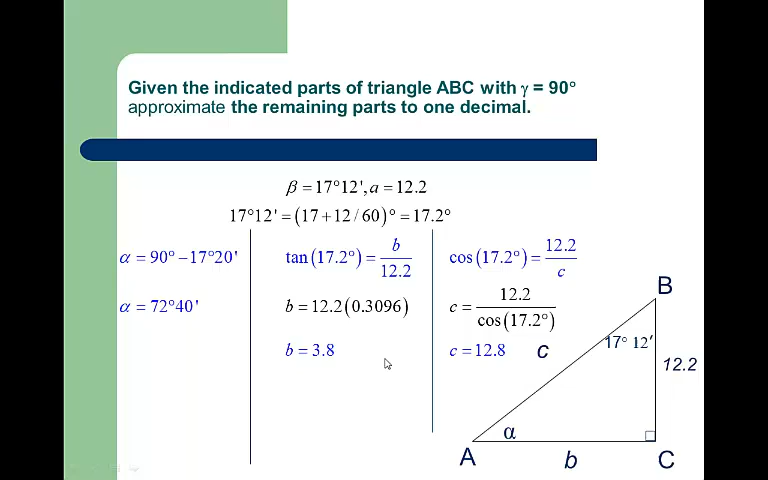 Given the indicated parts of triangle ABC with γ = 90°
approximate the remaining parts to one decimal.
β = 17°12', a = 12.2
17°12' = (17 + 12 / 60)° = 17.2°
α = 90° − 17°20'
α = 72°40'
tan(17.2°) = b/12.2
b = 12.2(0.3096)
b = 3.8
cos(17.2°) = 12.2/c
c = 12.2/cos(17.2°)
c = 12.8
B
17° 12′
c
12.2
α
A
b
C